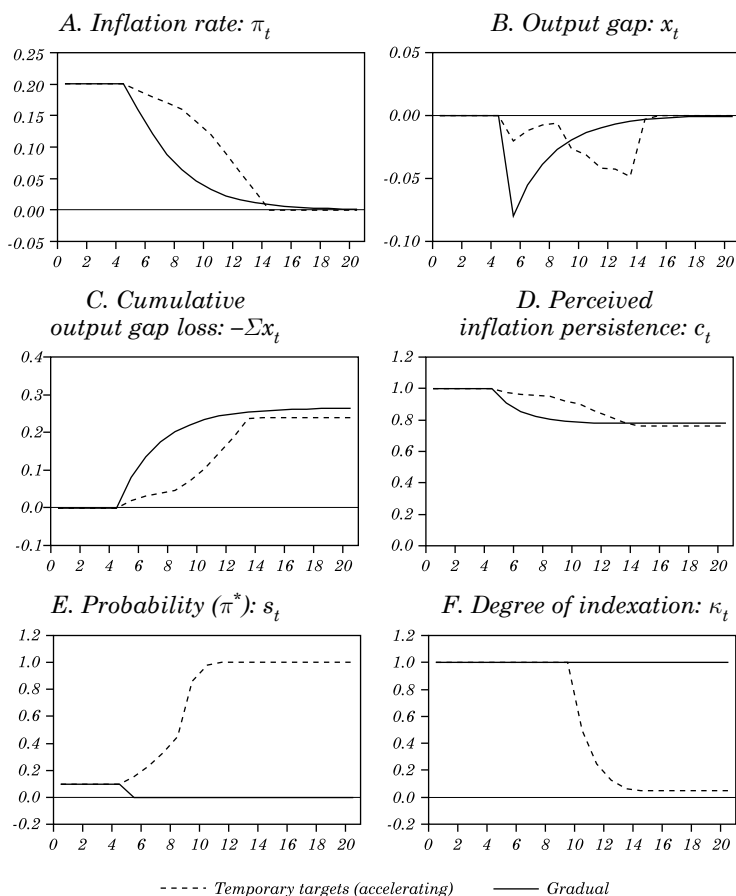 A. Inflation rate: πt
B. Output gap: xt
0.25
0.20
0.15
0.10
0.05
0.00
-0.05
0 2 4 6 8 10 12 14 16 18 20
0.05
0.00
-0.05
-0.10
0 2 4 6 8 10 12 14 16 18 20
C. Cumulative
output gap loss: –Σxt
D. Perceived
inflation persistence: ct
0.4
0.3
0.2
0.1
0.0
-0.1
0 2 4 6 8 10 12 14 16 18 20
1.2
1.0
0.8
0.6
0.4
0.2
0.0
0 2 4 6 8 10 12 14 16 18 20
E. Probability (π*): st
F. Degree of indexation: κt
1.2
1.0
0.8
0.6
0.4
0.2
0.0
-0.2
0 2 4 6 8 10 12 14 16 18 20
1.2
1.0
0.8
0.6
0.4
0.2
0.0
-0.2
0 2 4 6 8 10 12 14 16 18 20
Temporary targets (accelerating)
Gradual